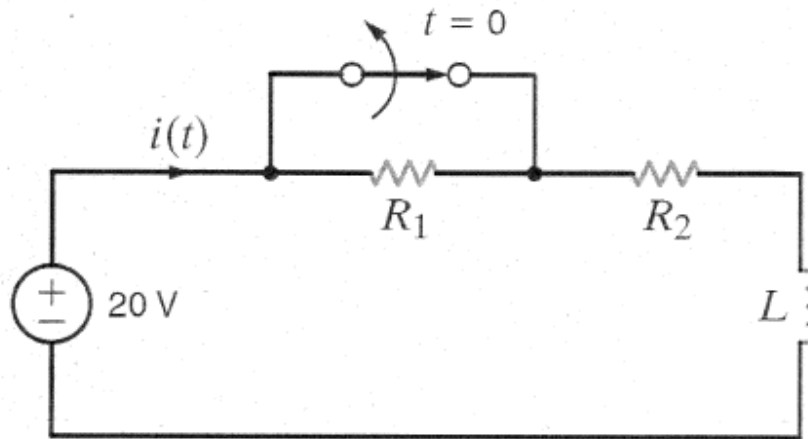 t = 0
i(t)
R₁
R₂
+
−
20 V
L